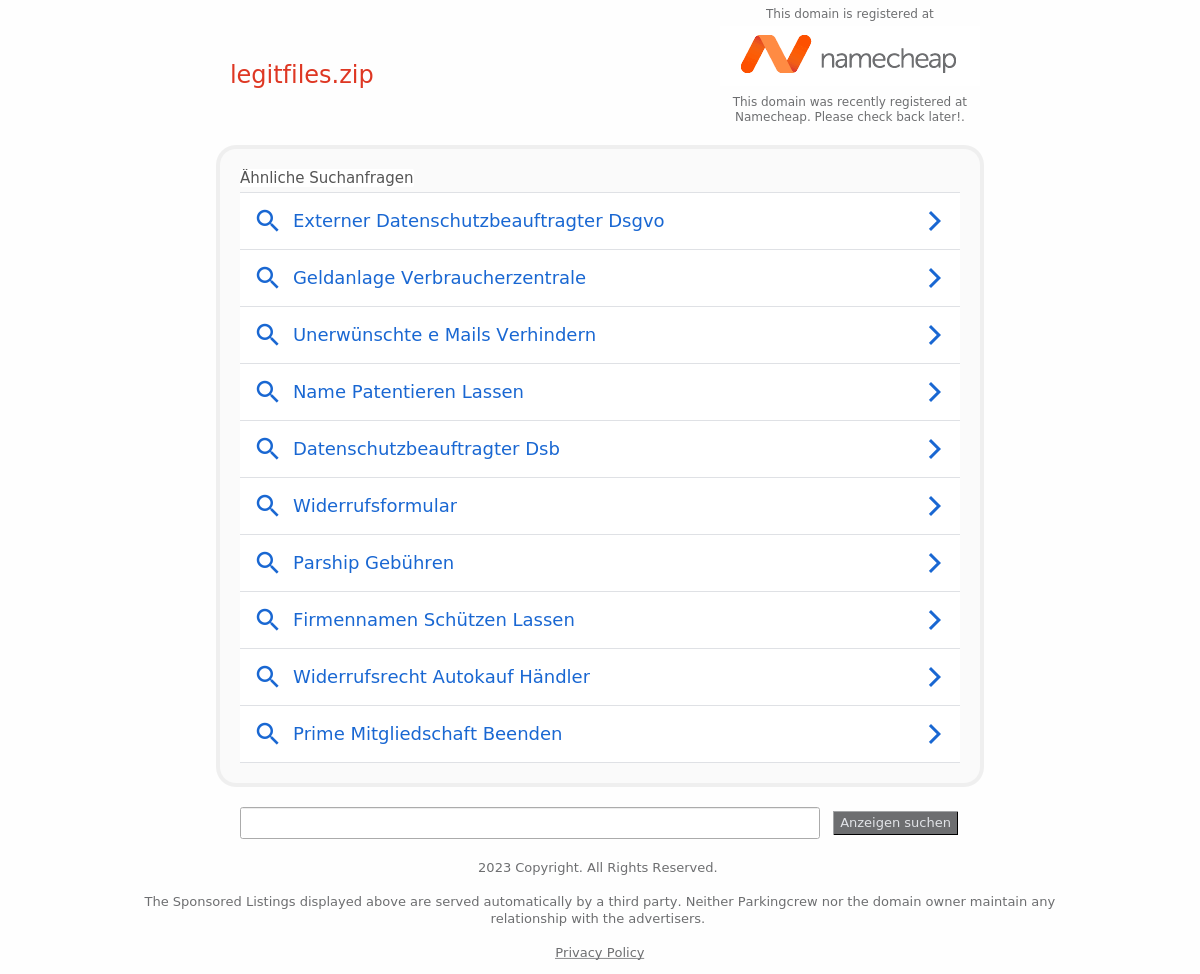 This domain is registered at
namecheap
legitfiles.zip
This domain was recently registered at
Namecheap. Please check back later!.
Ähnliche Suchanfragen
Externer Datenschutzbeauftragter Dsgvo
Geldanlage Verbraucherzentrale
Unerwünschte e Mails Verhindern
Name Patentieren Lassen
Datenschutzbeauftragter Dsb
Widerrufsformular
Parship Gebühren
Firmennamen Schützen Lassen
Widerrufsrecht Autokauf Händler
Prime Mitgliedschaft Beenden
Anzeigen suchen
2023 Copyright. All Rights Reserved.
The Sponsored Listings displayed above are served automatically by a third party. Neither Parkingcrew nor the domain owner maintain any
relationship with the advertisers.
Privacy Policy